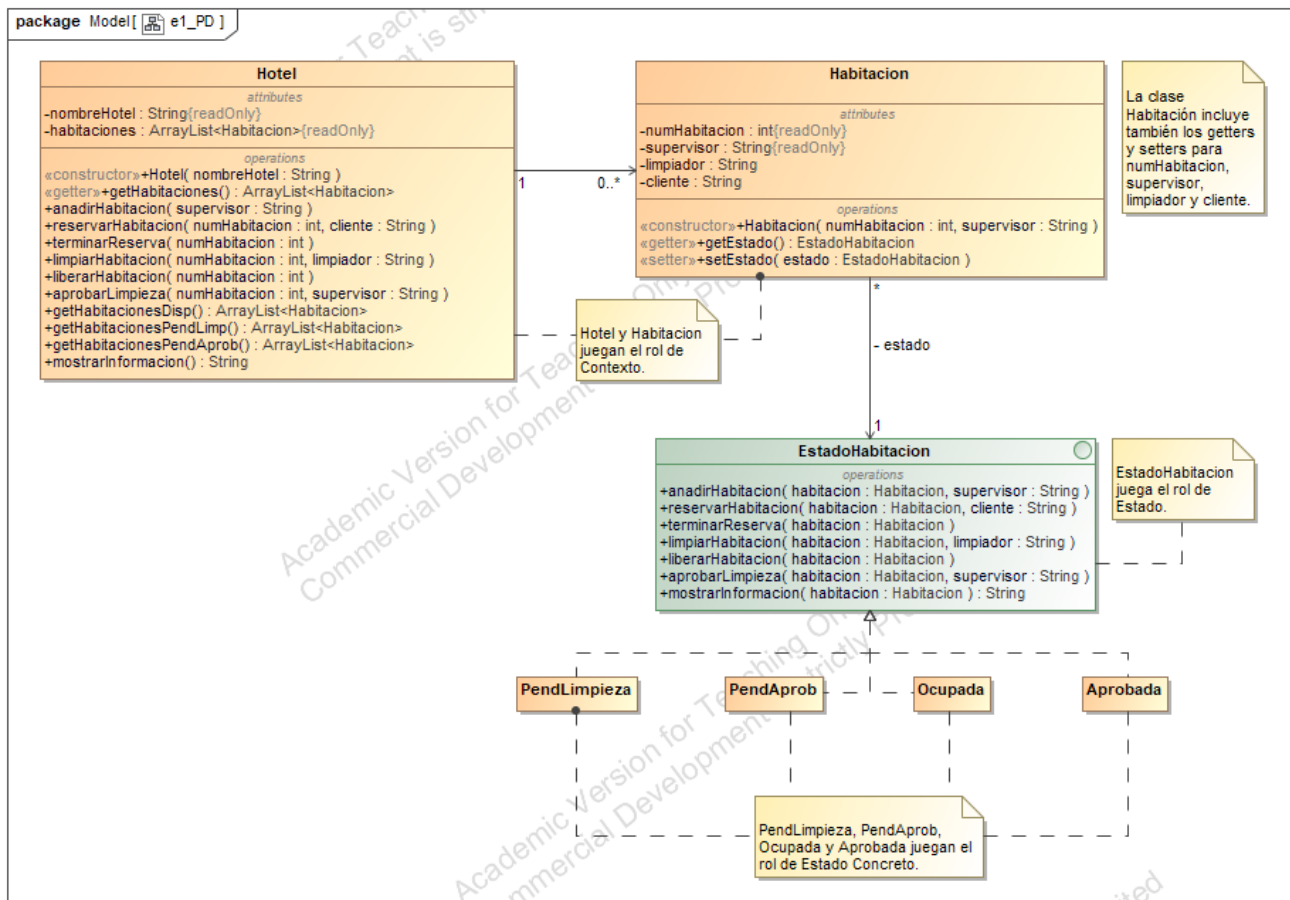 package Model[ e1_PD ]
Hotel
attributes
-nombreHotel : String{readOnly}
-habitaciones : ArrayList<Habitacion>{readOnly}
operations
«constructor»+Hotel( nombreHotel : String )
«getter»+getHabitaciones() : ArrayList<Habitacion>
+anadirHabitacion( supervisor : String )
+reservarHabitacion( numHabitacion : int, cliente : String )
+terminarReserva( numHabitacion : int )
+limpiarHabitacion( numHabitacion : int, limpiador : String )
+liberarHabitacion( numHabitacion : int )
+aprobarLimpieza( numHabitacion : int, supervisor : String )
+getHabitacionesDisp() : ArrayList<Habitacion>
+getHabitacionesPendLimp() : ArrayList<Habitacion>
+getHabitacionesPendAprob() : ArrayList<Habitacion>
+mostrarInformacion() : String
1
0..*
Habitacion
attributes
-numHabitacion : int{readOnly}
-supervisor : String{readOnly}
-limpiador : String
-cliente : String
operations
«constructor»+Habitacion( numHabitacion : int, supervisor : String )
«getter»+getEstado() : EstadoHabitacion
«setter»+setEstado( estado : EstadoHabitacion )
La clase
Habitación incluye
también los getters
y setters para
numHabitacion,
supervisor,
limpiador y cliente.
Hotel y Habitacion
juegan el rol de
Contexto.
*
- estado
1
EstadoHabitacion
operations
+anadirHabitacion( habitacion : Habitacion, supervisor : String )
+reservarHabitacion( habitacion : Habitacion, cliente : String )
+terminarReserva( habitacion : Habitacion )
+limpiarHabitacion( habitacion : Habitacion, limpiador : String )
+liberarHabitacion( habitacion : Habitacion )
+aprobarLimpieza( habitacion : Habitacion, supervisor : String )
+mostrarInformacion( habitacion : Habitacion ) : String
EstadoHabitacion
juega el rol de
Estado.
PendLimpieza
PendAprob
Ocupada
Aprobada
PendLimpieza, PendAprob,
Ocupada y Aprobada juegan el
rol de Estado Concreto.
Academic Version for Teaching On
Commercial Development